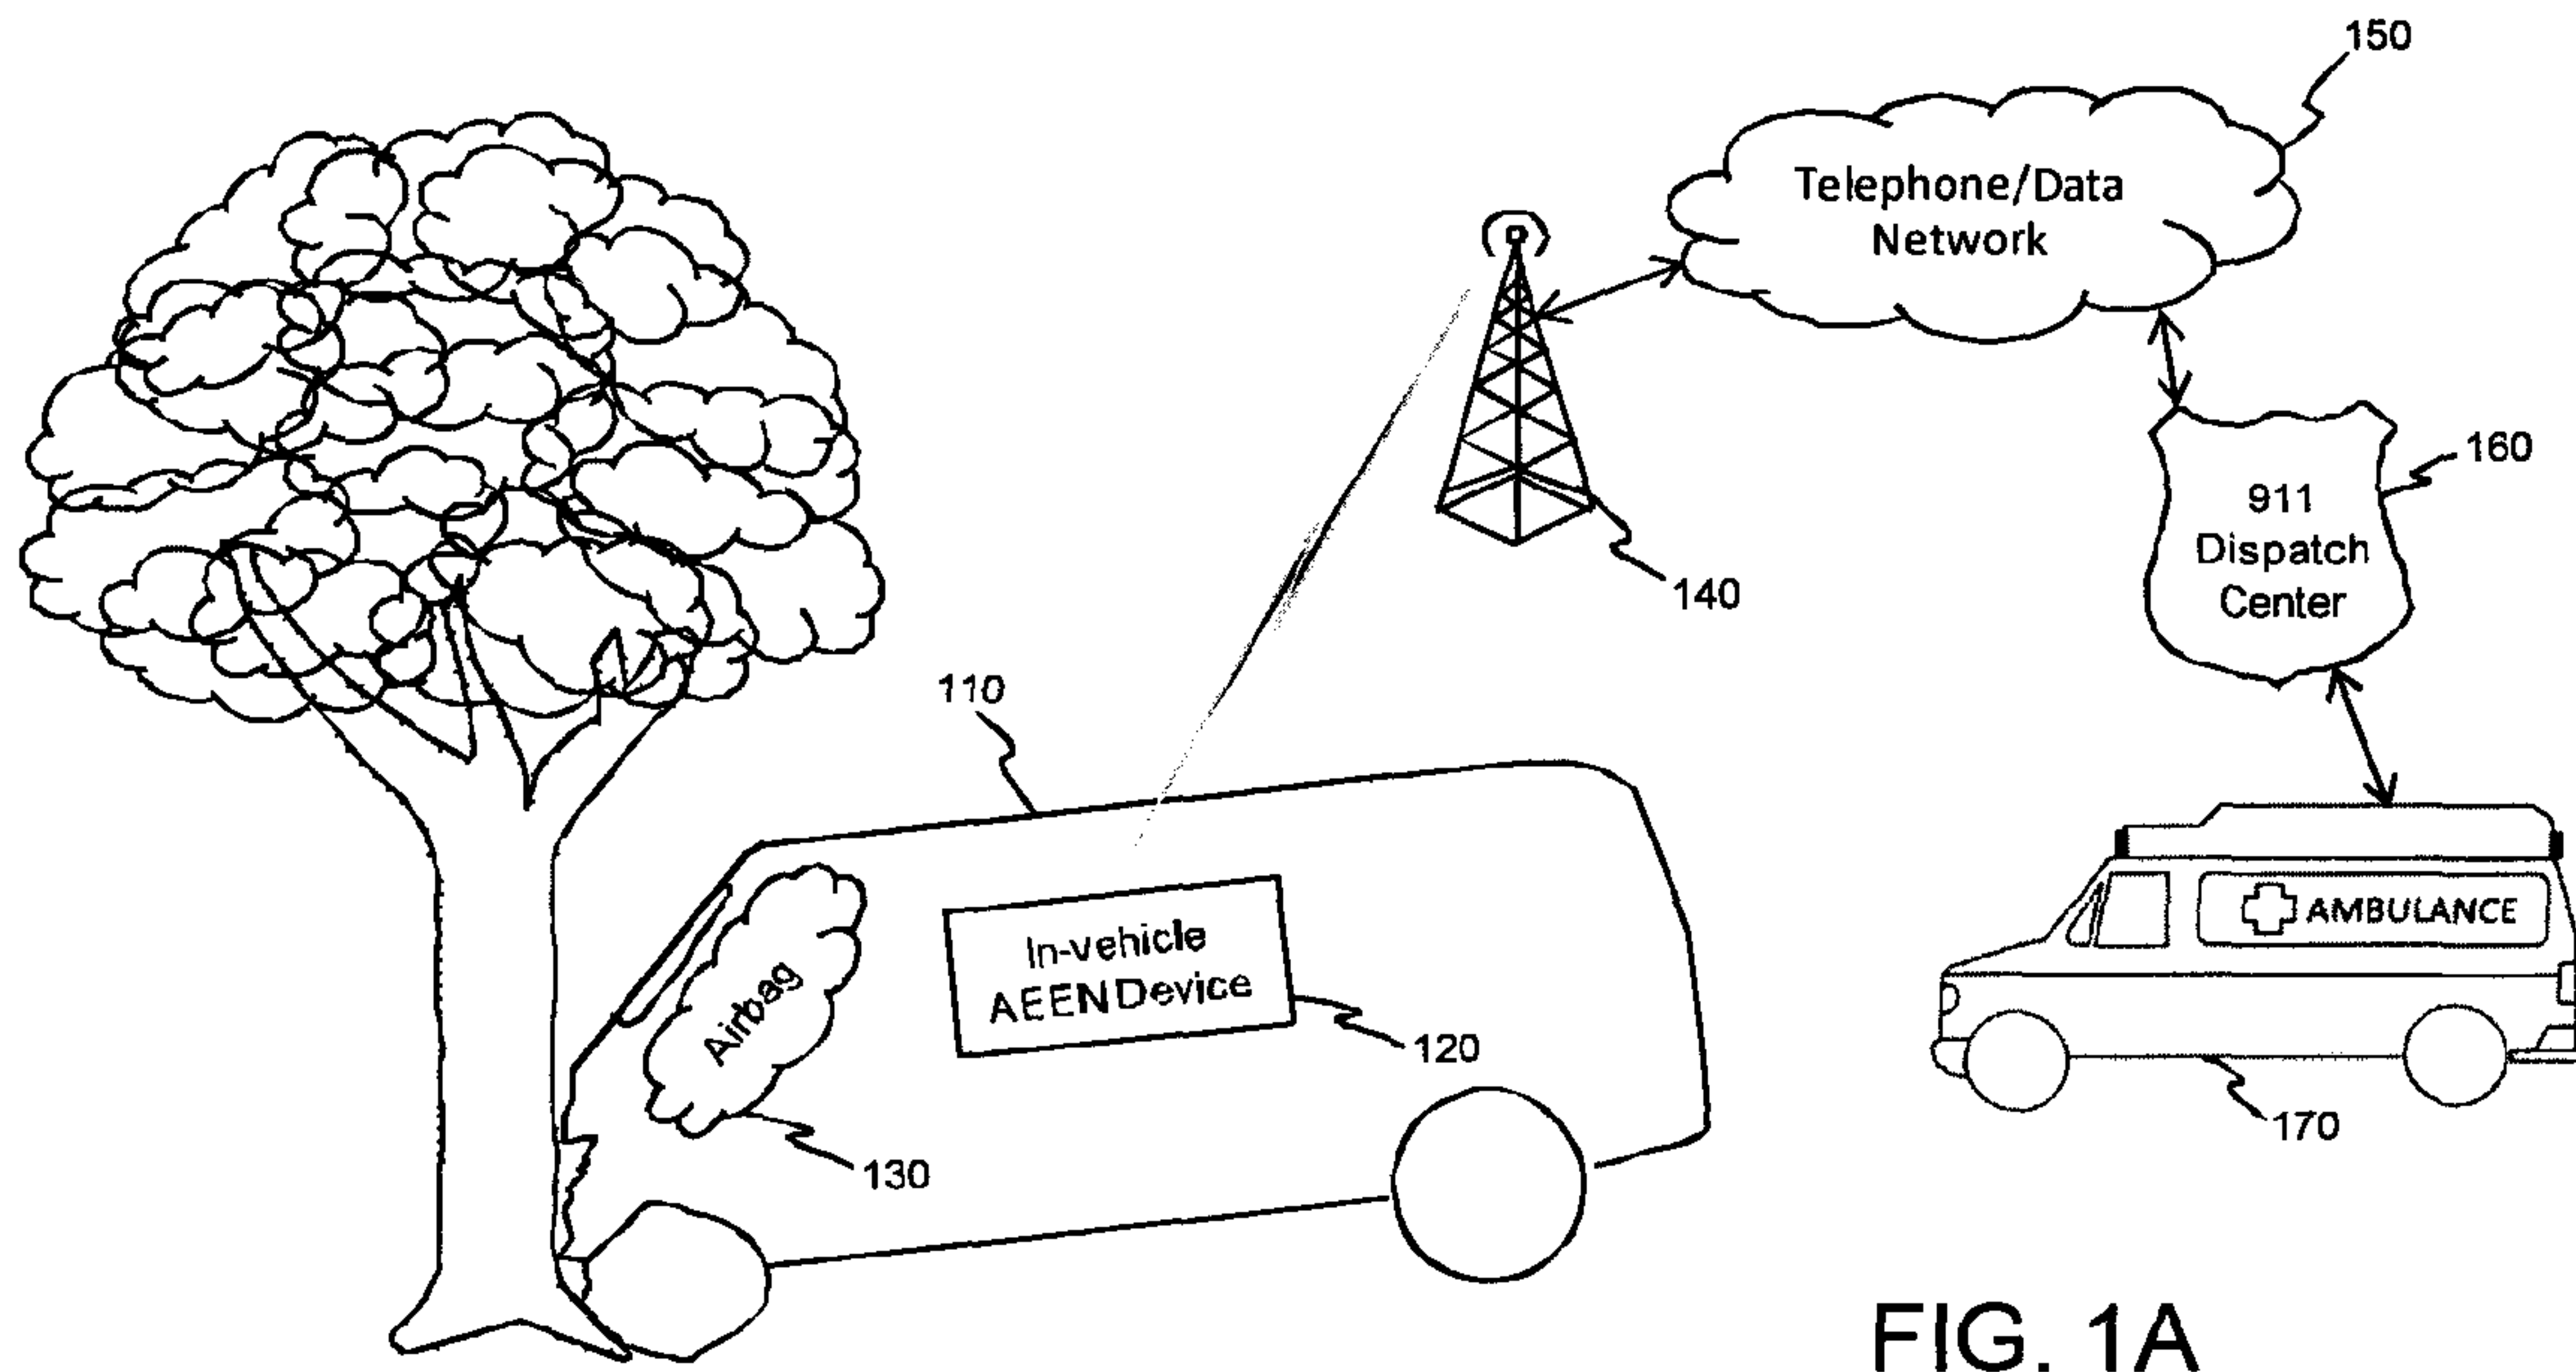 150
Telephone/Data
Network
160
911
Dispatch
Center
140
110
AMBULANCE
In-vehicle
AEEN Device
Airbag
120
130
170
FIG. 1A